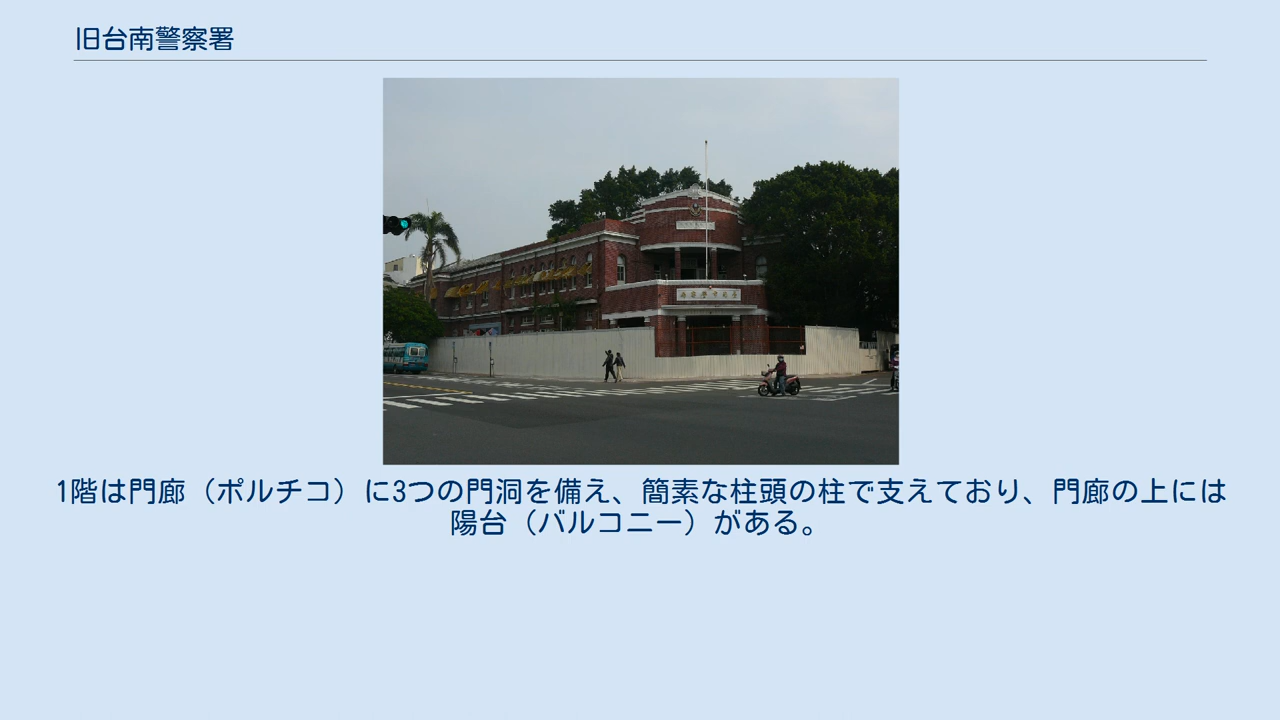 旧台南警察署
1階は門廊（ポルチコ）に3つの門洞を備え、簡素な柱頭の柱で支えており、門廊の上には
陽台（バルコニー）がある。